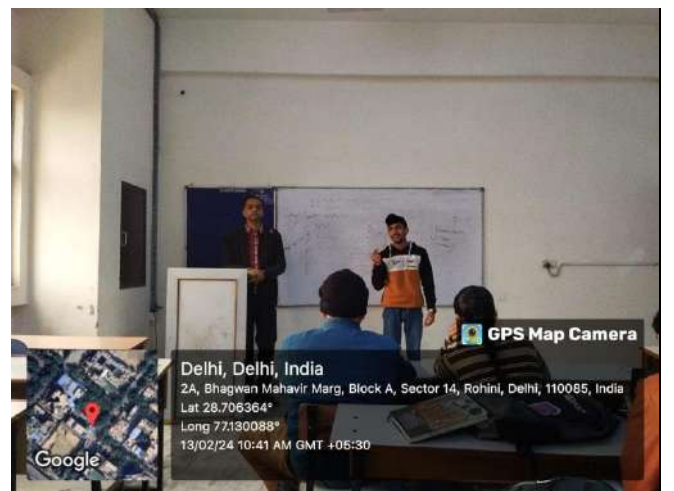 GPS Map Camera
Delhi, Delhi, India
2A, Bhagwan Mahavir Marg, Block A, Sector 14, Rohini, Delhi, 110085, India
Lat 28.706364°
Long 77.130088°
13/02/24 10:41 AM GMT +05:30
Google